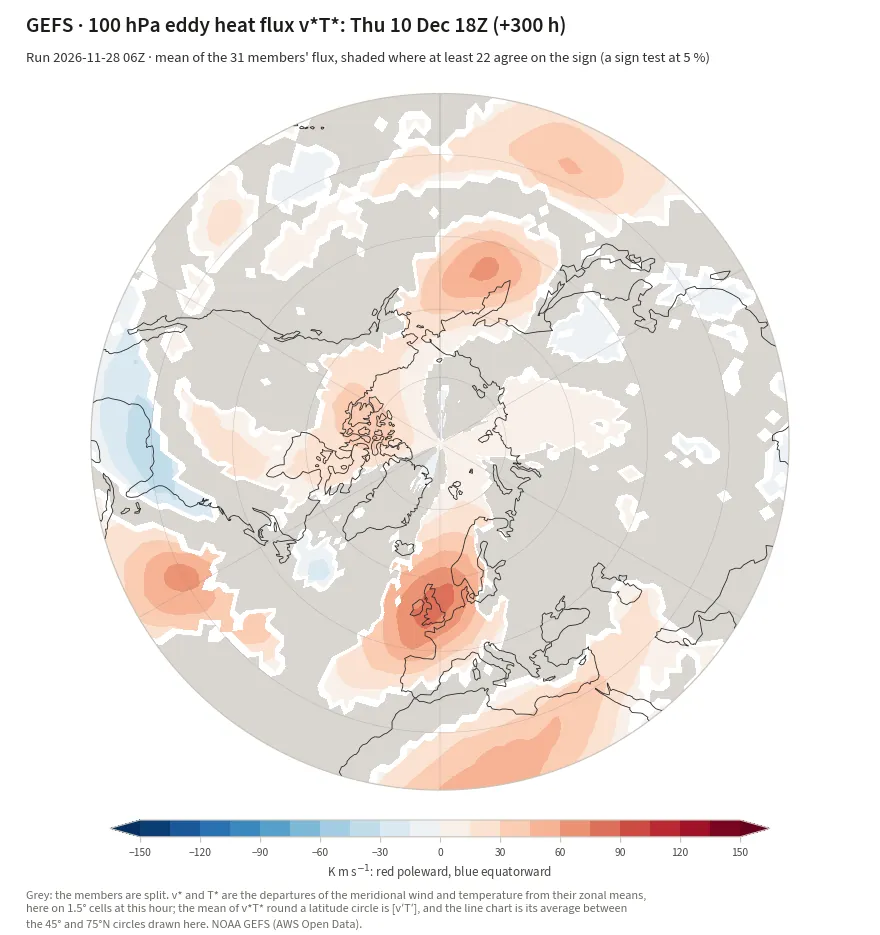 GEFS · 100 hPa eddy heat flux v*T*: Thu 10 Dec 18Z (+300 h)
Run 2026-11-28 06Z · mean of the 31 members' flux, shaded where at least 22 agree on the sign (a sign test at 5 %)
−150 −120 −90 −60 −30 0 30 60 90 120 150
K m s⁻¹: red poleward, blue equatorward
Grey: the members are split. v* and T* are the departures of the meridional wind and temperature from their zonal means,
here on 1.5° cells at this hour; the mean of v*T* round a latitude circle is [v'T'], and the line chart is its average between
the 45° and 75°N circles drawn here. NOAA GEFS (AWS Open Data).